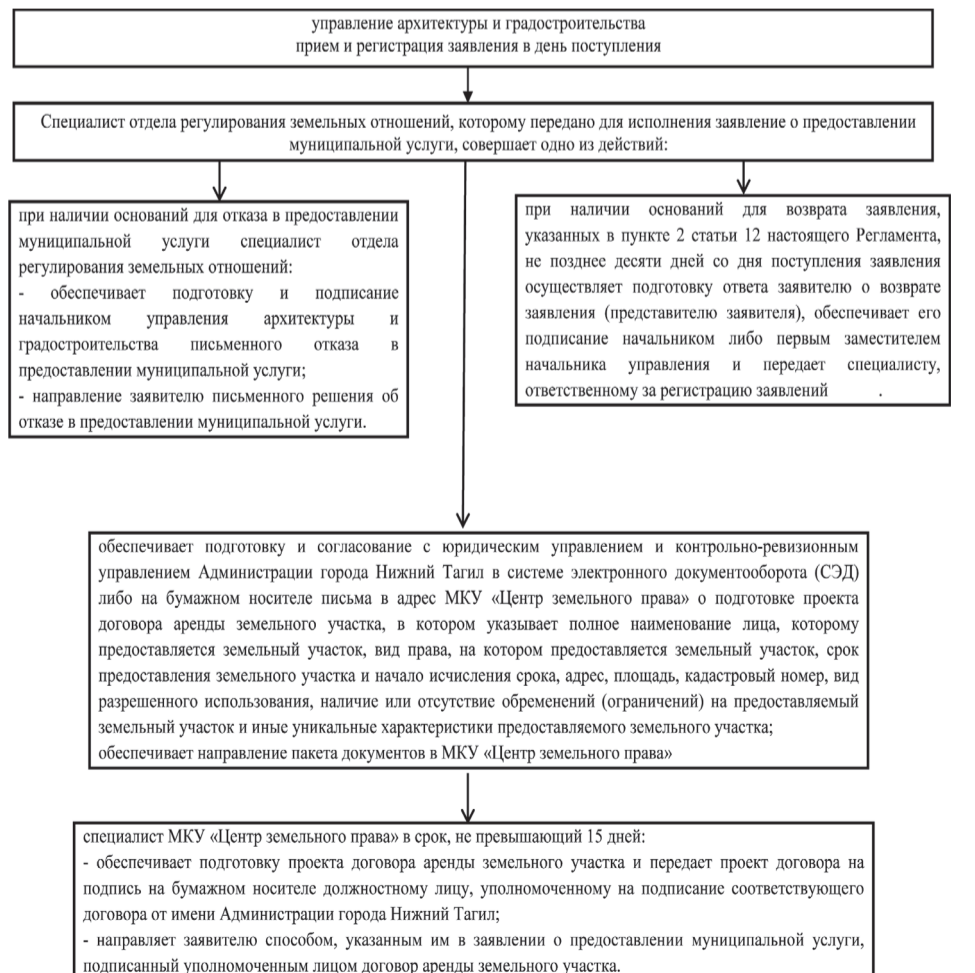 управление архитектуры и градостроительства
прием и регистрация заявления в день поступления
Специалист отдела регулирования земельных отношений, которому передано для исполнения заявление о предоставлении
муниципальной услуги, совершает одно из действий:
при наличии оснований для отказа в предоставлении
муниципальной услуги специалист отдела
регулирования земельных отношений:
- обеспечивает подготовку и подписание
начальником управления архитектуры и
градостроительства письменного отказа в
предоставлении муниципальной услуги;
- направление заявителю письменного решения об
отказе в предоставлении муниципальной услуги.
при наличии оснований для возврата заявления,
указанных в пункте 2 статьи 12 настоящего Регламента,
не позднее десяти дней со дня поступления заявления
осуществляет подготовку ответа заявителю о возврате
заявления (представителю заявителя), обеспечивает его
подписание начальником либо первым заместителем
начальника управления и передает специалисту,
ответственному за регистрацию заявлений .
обеспечивает подготовку и согласование с юридическим управлением и контрольно-ревизионным
управлением Администрации города Нижний Тагил в системе электронного документооборота (СЭД)
либо на бумажном носителе письма в адрес МКУ «Центр земельного права» о подготовке проекта
договора аренды земельного участка, в котором указывает полное наименование лица, которому
предоставляется земельный участок, вид права, на котором предоставляется земельный участок, срок
предоставления земельного участка и начало исчисления срока, адрес, площадь, кадастровый номер, вид
разрешенного использования, наличие или отсутствие обременений (ограничений) на предоставляемый
земельный участок и иные уникальные характеристики предоставляемого земельного участка;
обеспечивает направление пакета документов в МКУ «Центр земельного права»
специалист МКУ «Центр земельного права» в срок, не превышающий 15 дней:
- обеспечивает подготовку проекта договора аренды земельного участка и передает проект договора на
подпись на бумажном носителе должностному лицу, уполномоченному на подписание соответствующего
договора от имени Администрации города Нижний Тагил;
- направляет заявителю способом, указанным им в заявлении о предоставлении муниципальной услуги,
подписанный уполномоченным лицом договор аренды земельного участка.